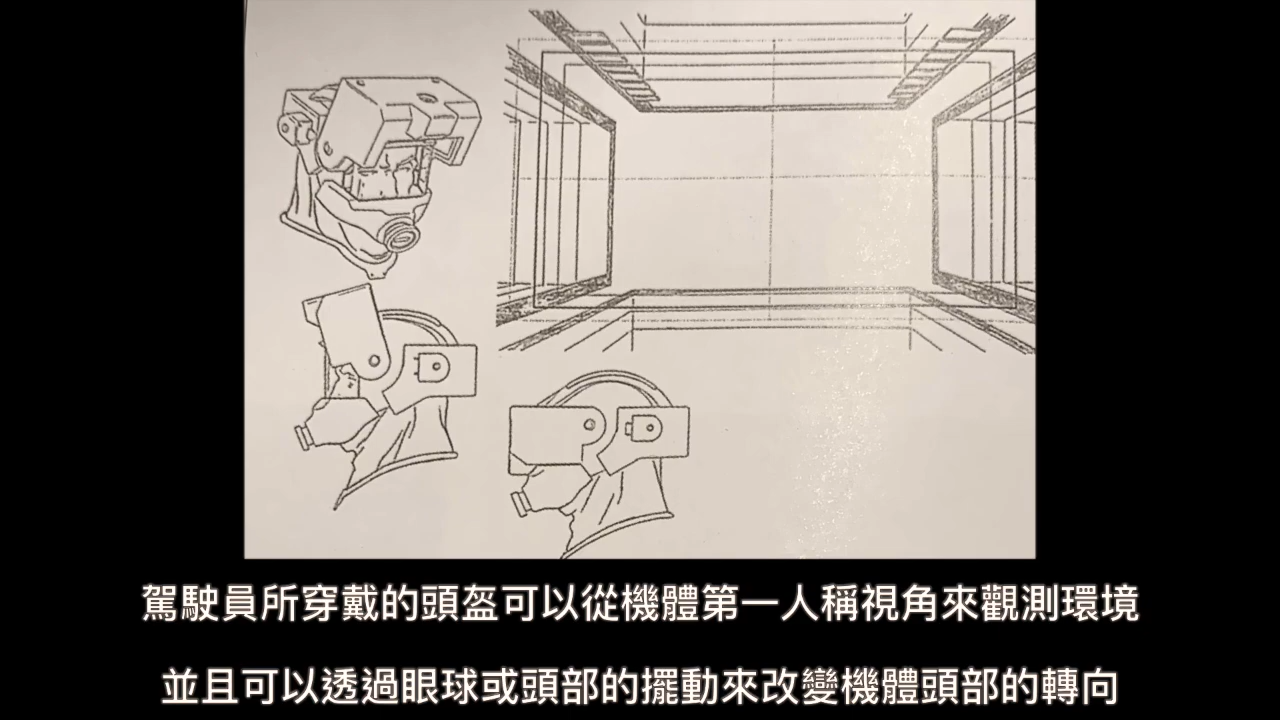 駕駛員所穿戴的頭盔可以從機體第一人稱視角來觀測環境
並且可以透過眼球或頭部的擺動來改變機體頭部的轉向